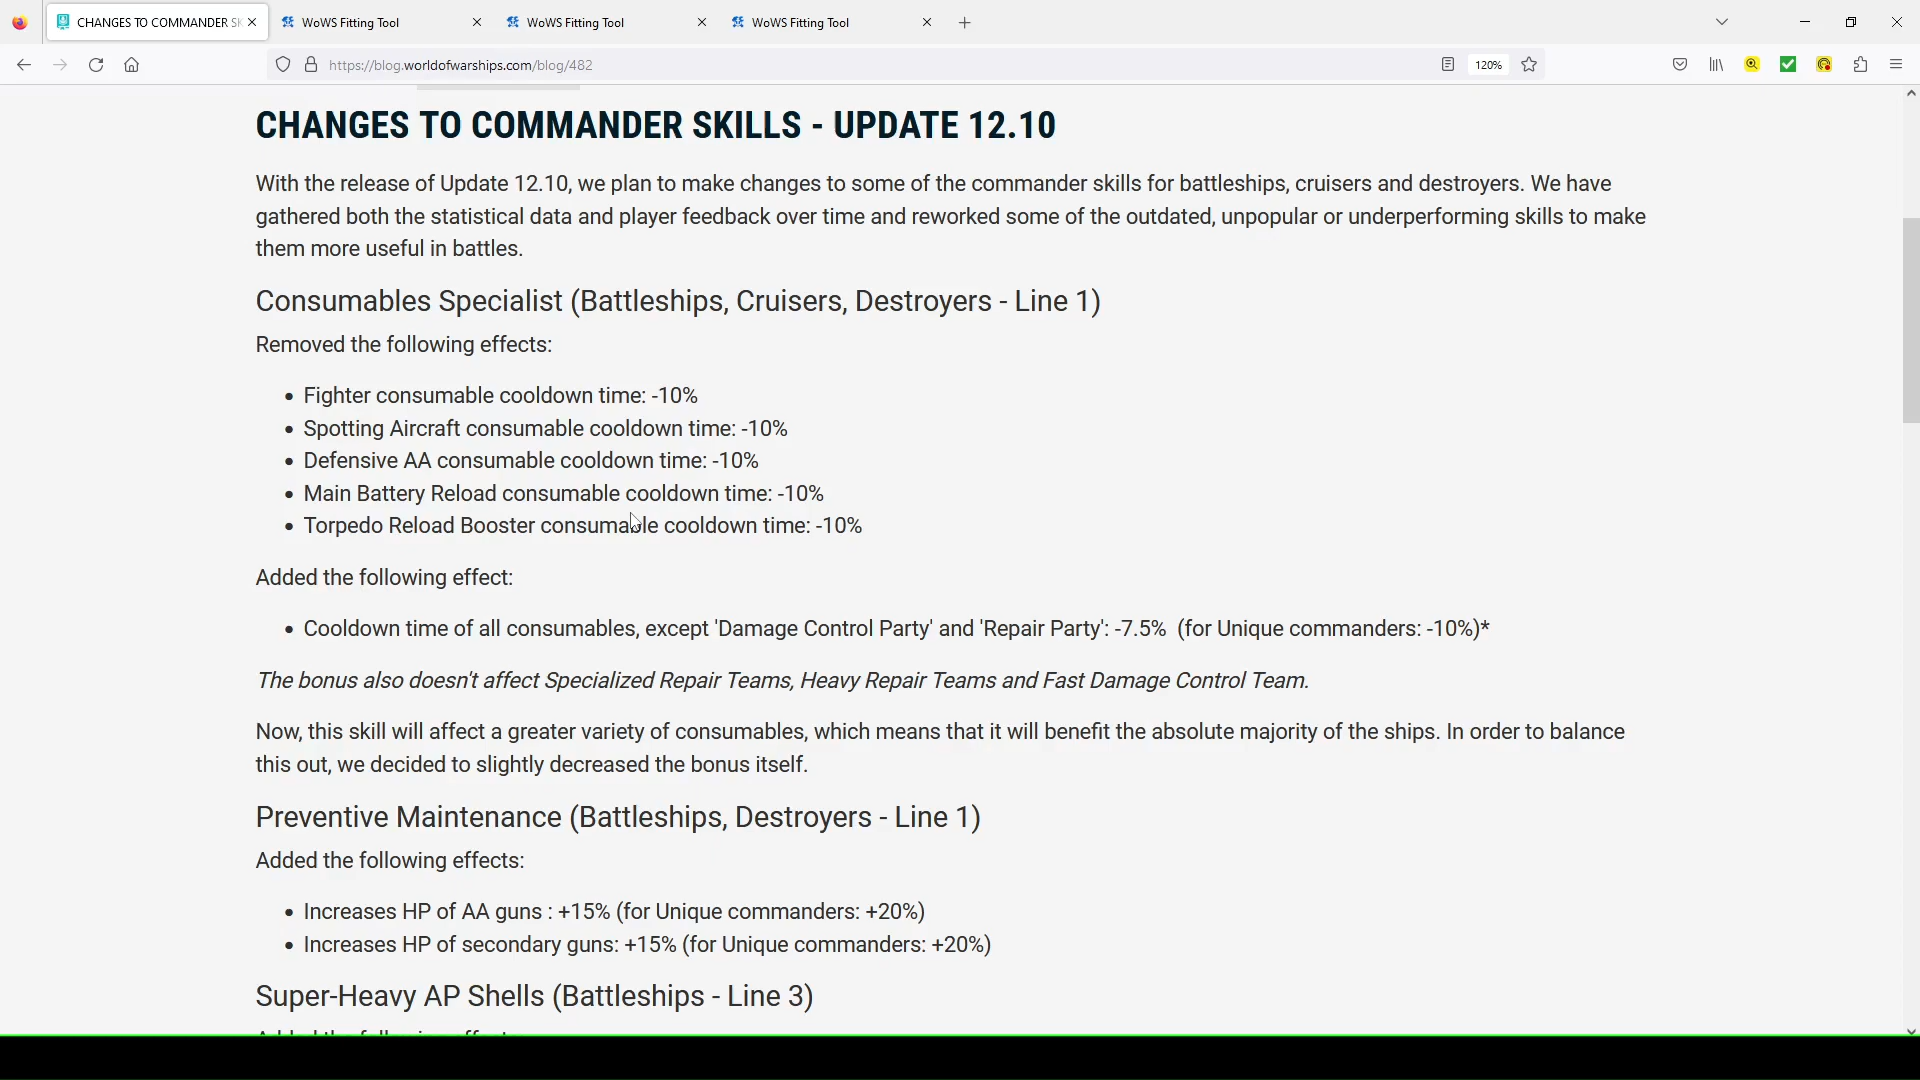 CHANGES TO COMMANDER SK
WoWS Fitting Tool
WoWS Fitting Tool
WoWS Fitting Tool
https://blog.worldofwarships.com/blog/482
120%
CHANGES TO COMMANDER SKILLS - UPDATE 12.10
With the release of Update 12.10, we plan to make changes to some of the commander skills for battleships, cruisers and destroyers. We have
gathered both the statistical data and player feedback over time and reworked some of the outdated, unpopular or underperforming skills to make
them more useful in battles.
Consumables Specialist (Battleships, Cruisers, Destroyers - Line 1)
Removed the following effects:
• Fighter consumable cooldown time: -10%
• Spotting Aircraft consumable cooldown time: -10%
• Defensive AA consumable cooldown time: -10%
• Main Battery Reload consumable cooldown time: -10%
• Torpedo Reload Booster consumable cooldown time: -10%
Added the following effect:
• Cooldown time of all consumables, except 'Damage Control Party' and 'Repair Party': -7.5% (for Unique commanders: -10%)*
The bonus also doesn't affect Specialized Repair Teams, Heavy Repair Teams and Fast Damage Control Team.
Now, this skill will affect a greater variety of consumables, which means that it will benefit the absolute majority of the ships. In order to balance
this out, we decided to slightly decreased the bonus itself.
Preventive Maintenance (Battleships, Destroyers - Line 1)
Added the following effects:
• Increases HP of AA guns : +15% (for Unique commanders: +20%)
• Increases HP of secondary guns: +15% (for Unique commanders: +20%)
Super-Heavy AP Shells (Battleships - Line 3)